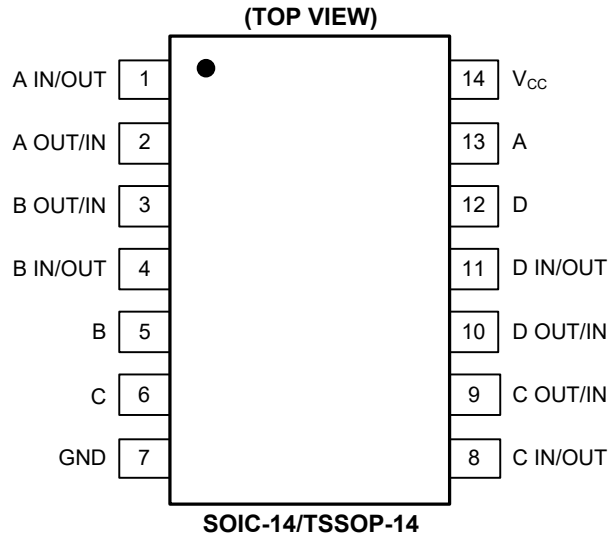 (TOP VIEW)
A IN/OUT 1 14 VCC
A OUT/IN 2 13 A
B OUT/IN 3 12 D
B IN/OUT 4 11 D IN/OUT
B 5 10 D OUT/IN
C 6 9 C OUT/IN
GND 7 8 C IN/OUT
SOIC-14/TSSOP-14